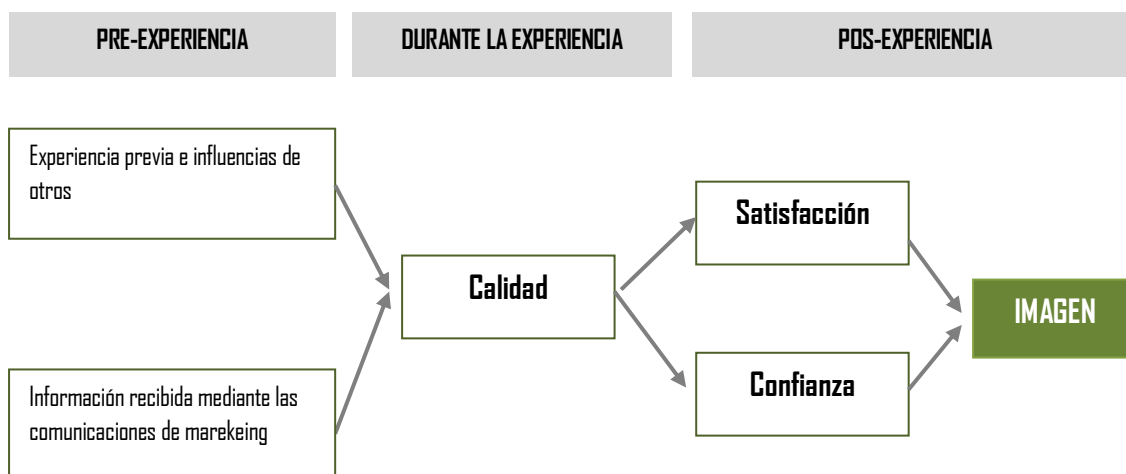 PRE-EXPERIENCIA
DURANTE LA EXPERIENCIA
POS-EXPERIENCIA
Experiencia previa e influencias de
otros
Satisfacción
Calidad
IMAGEN
Información recibida mediante las
comunicaciones de marekeing
Confianza